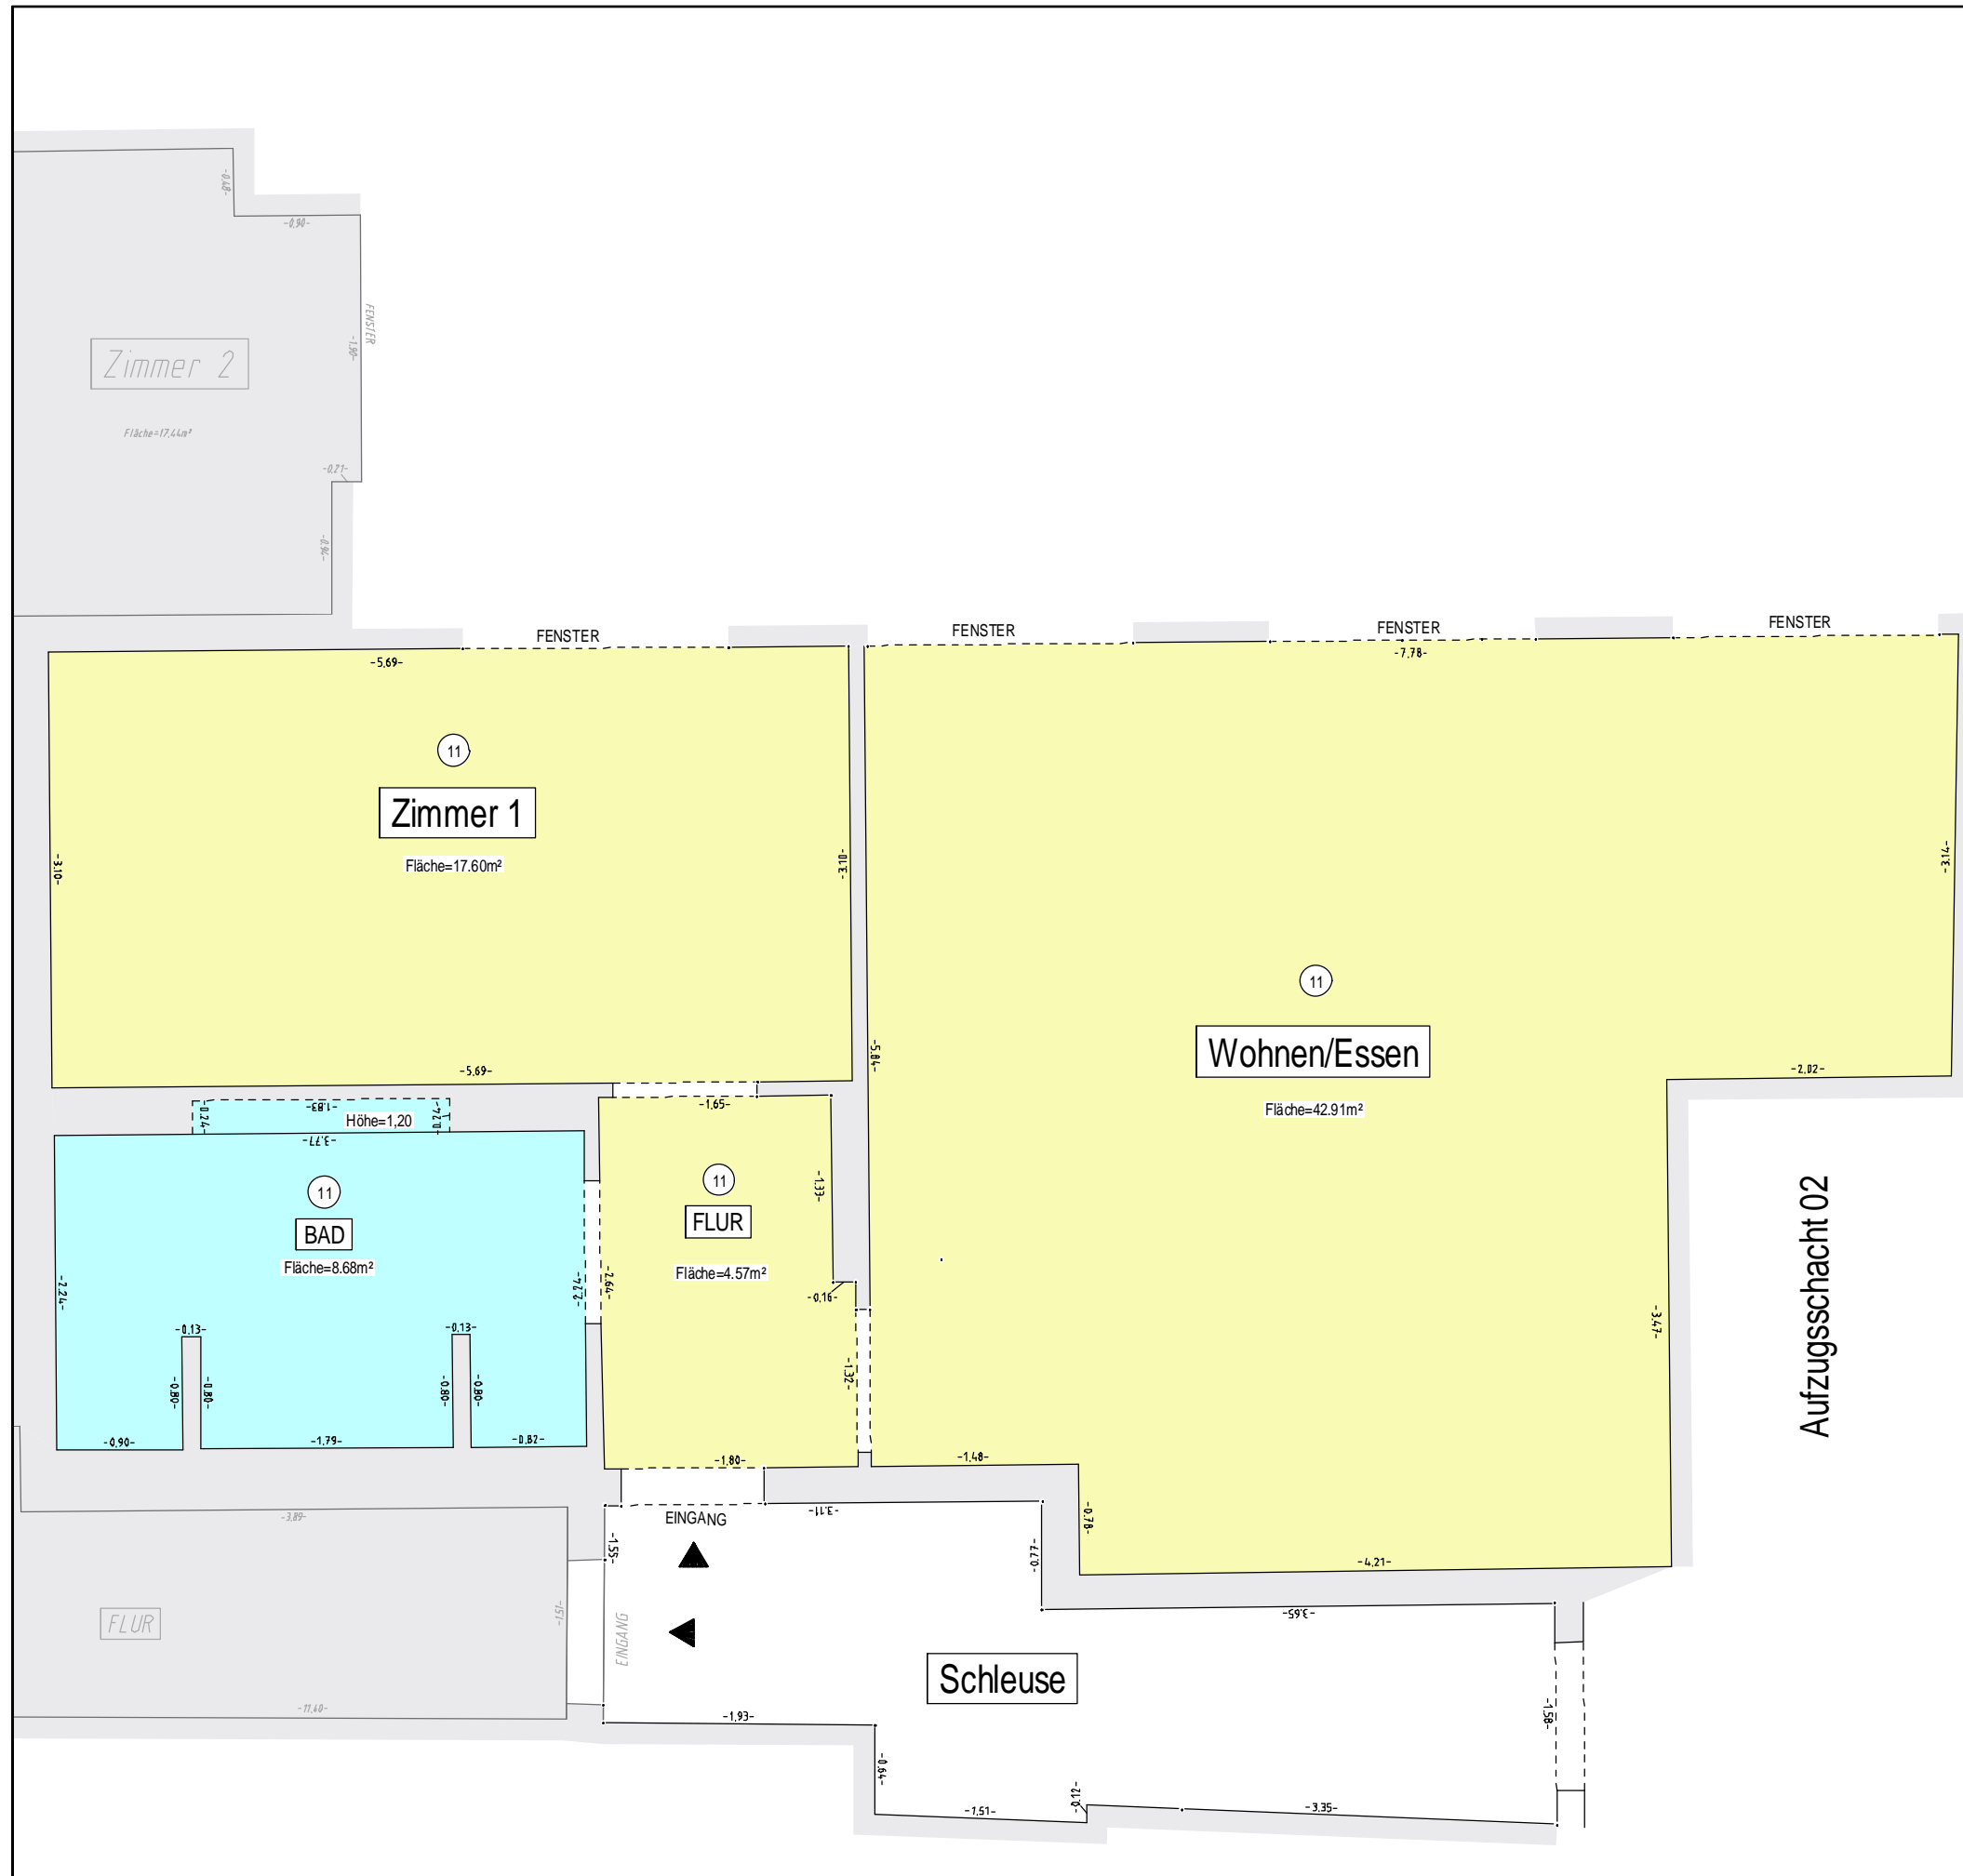 -0,48-
-0,90-
FENSTER
-1,90-
Zimmer 2
Fläche=17,44m²
-0,21-
-0,94-
FENSTER
FENSTER
FENSTER
FENSTER
-5,69-
-7,78-
11
Zimmer 1
Fläche=17.60m²
-3,10-
-3,10-
-3,14-
11
Wohnen/Essen
Fläche=42.91m²
-5,84-
-2,02-
-5,69-
-1,83-
-0,24-
-0,24-
Höhe=1,20
-1,65-
-3,77-
11
BAD
Fläche=8.68m²
-2,24-
-2,24-
11
FLUR
Fläche=4.57m²
-2,64-
-1,33-
-0,16-
-1,32-
-3,47-
Aufzugsschacht 02
-0,13-
-0,13-
-0,80-
-0,80-
-0,80-
-0,80-
-0,90-
-1,79-
-0,82-
-1,80-
-1,48-
-0,78-
-4,21-
-3,89-
-3,11-
EINGANG
-1,55-
-0,77-
-1,51-
FLUR
EINGANG
-3,65-
Schleuse
-11,40-
-1,93-
-1,58-
-0,64-
-0,12-
-1,51-
-3,35-